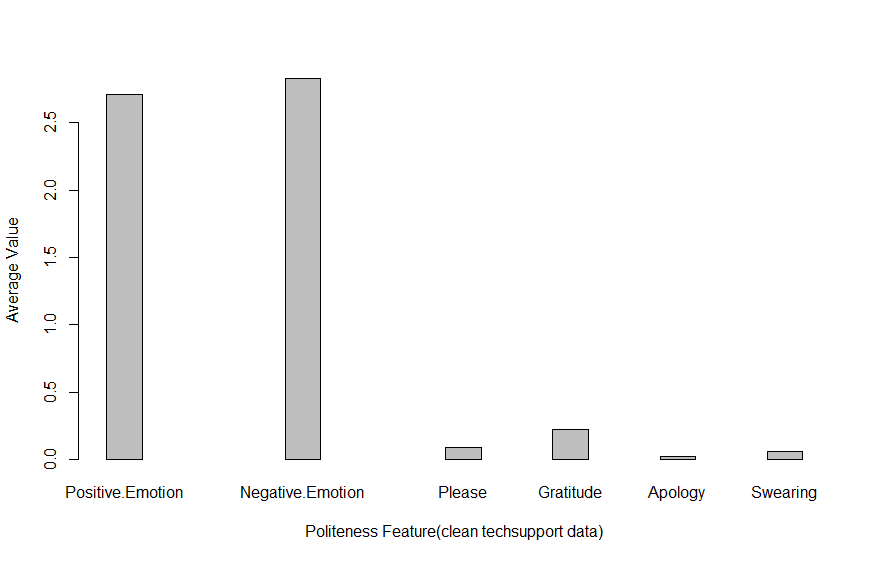 Average Value
2.5
2.0
1.5
1.0
0.5
0.0
Positive.Emotion Negative.Emotion Please Gratitude Apology Swearing
Politeness Feature(clean techsupport data)